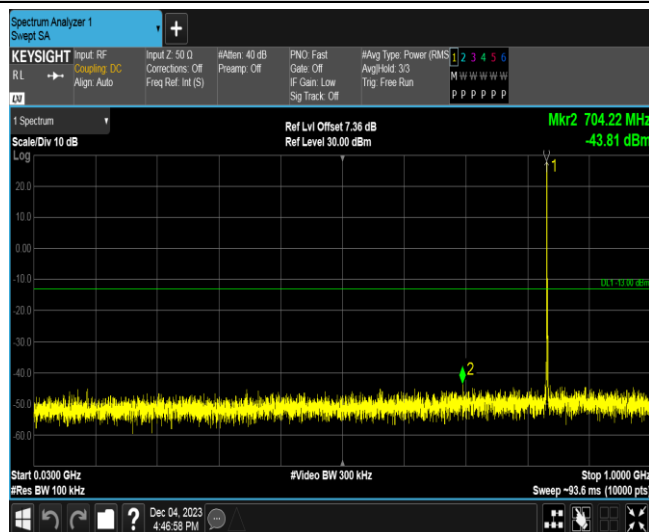 Spectrum Analyzer 1
Swept SA
+
KEYSIGHT
RL
LXI
Input: RF
Coupling: DC
Align: Auto
Input Z: 50 Ω
Corrections: Off
Freq Ref: Int (S)
#Atten: 40 dB
Preamp: Off
PNO: Fast
Gate: Off
IF Gain: Low
Sig Track: Off
#Avg Type: Power (RMS
Avg|Hold: 3/3
Trig: Free Run
1 2 3 4 5 6
M W W W W W
P P P P P P
1 Spectrum
Scale/Div 10 dB
Log
Ref Lvl Offset 7.36 dB
Ref Level 30.00 dBm
Mkr2 704.22 MHz
-43.81 dBm
1
20.0
10.0
0.00
-10.0
DL1 -13.00 dBm
-20.0
-30.0
-40.0
2
-50.0
-60.0
Start 0.0300 GHz
#Video BW 300 kHz
Stop 1.0000 GHz
#Res BW 100 kHz
Sweep ~93.6 ms (10000 pts)
?
Dec 04, 2023
4:46:58 PM